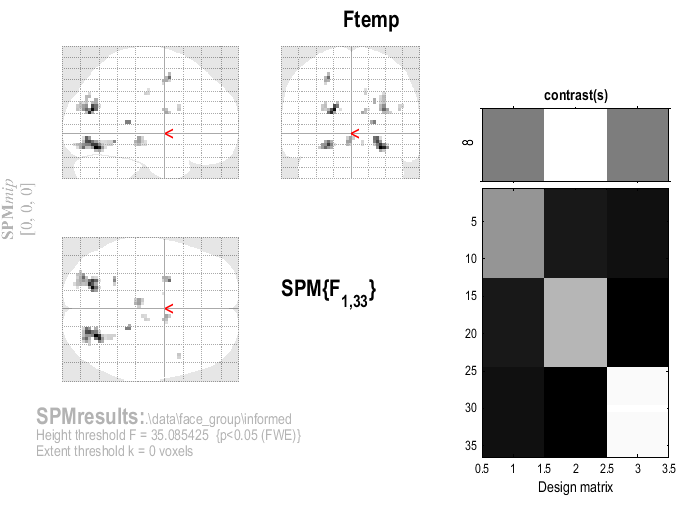 Ftemp
SPMmip
[0, 0, 0]
<
<
<
SPM{F1,33}
SPMresults:.\data\face_group\informed
Height threshold F = 35.085425 {p<0.05 (FWE)}
Extent threshold k = 0 voxels
contrast(s)
8
5
10
15
20
25
30
35
0.5 1 1.5 2 2.5 3 3.5
Design matrix